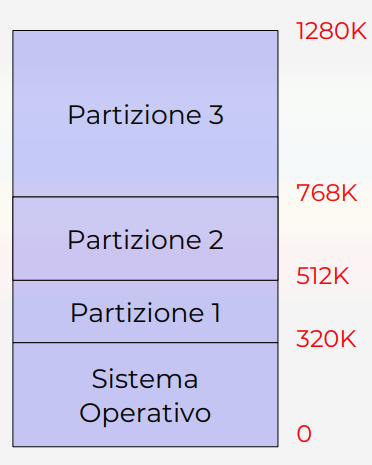 1280K
Partizione 3
768K
Partizione 2
512K
Partizione 1
320K
Sistema
Operativo
0